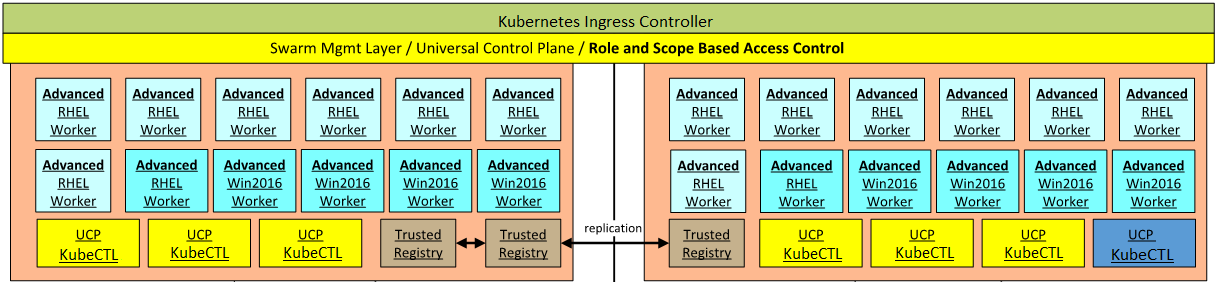 Kubernetes Ingress Controller
Swarm Mgmt Layer / Universal Control Plane / Role and Scope Based Access Control
Advanced RHEL Worker
Advanced RHEL Worker
Advanced RHEL Worker
Advanced RHEL Worker
Advanced RHEL Worker
Advanced RHEL Worker
Advanced RHEL Worker
Advanced RHEL Worker
Advanced Win2016 Worker
Advanced Win2016 Worker
Advanced Win2016 Worker
Advanced Win2016 Worker
UCP KubeCTL
UCP KubeCTL
UCP KubeCTL
Trusted Registry
Trusted Registry
replication
Advanced RHEL Worker
Advanced RHEL Worker
Advanced RHEL Worker
Advanced RHEL Worker
Advanced RHEL Worker
Advanced RHEL Worker
Advanced RHEL Worker
Advanced RHEL Worker
Advanced Win2016 Worker
Advanced Win2016 Worker
Advanced Win2016 Worker
Advanced Win2016 Worker
Trusted Registry
UCP KubeCTL
UCP KubeCTL
UCP KubeCTL
UCP KubeCTL